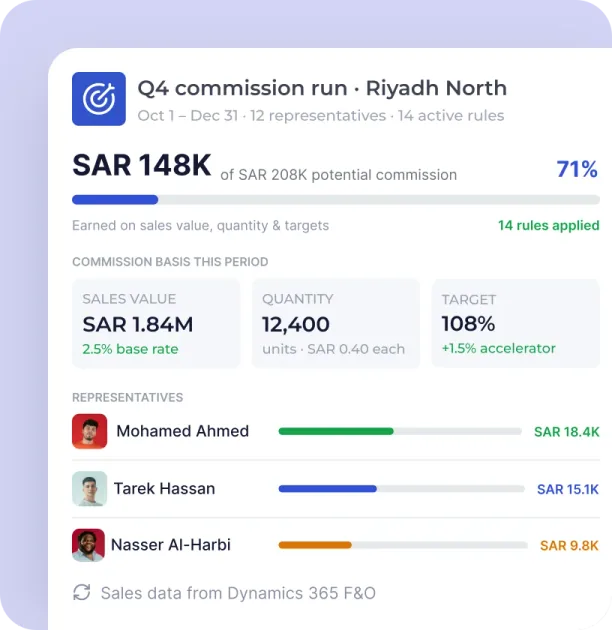 Q4 commission run · Riyadh North
Oct 1 – Dec 31 · 12 representatives · 14 active rules
SAR 148K of SAR 208K potential commission 71%
Earned on sales value, quantity & targets 14 rules applied
COMMISSION BASIS THIS PERIOD
SALES VALUE QUANTITY TARGET
SAR 1.84M 12,400 108%
2.5% base rate units · SAR 0.40 each +1.5% accelerator
REPRESENTATIVES
Mohamed Ahmed SAR 18.4K
Tarek Hassan SAR 15.1K
Nasser Al-Harbi SAR 9.8K
Sales data from Dynamics 365 F&O